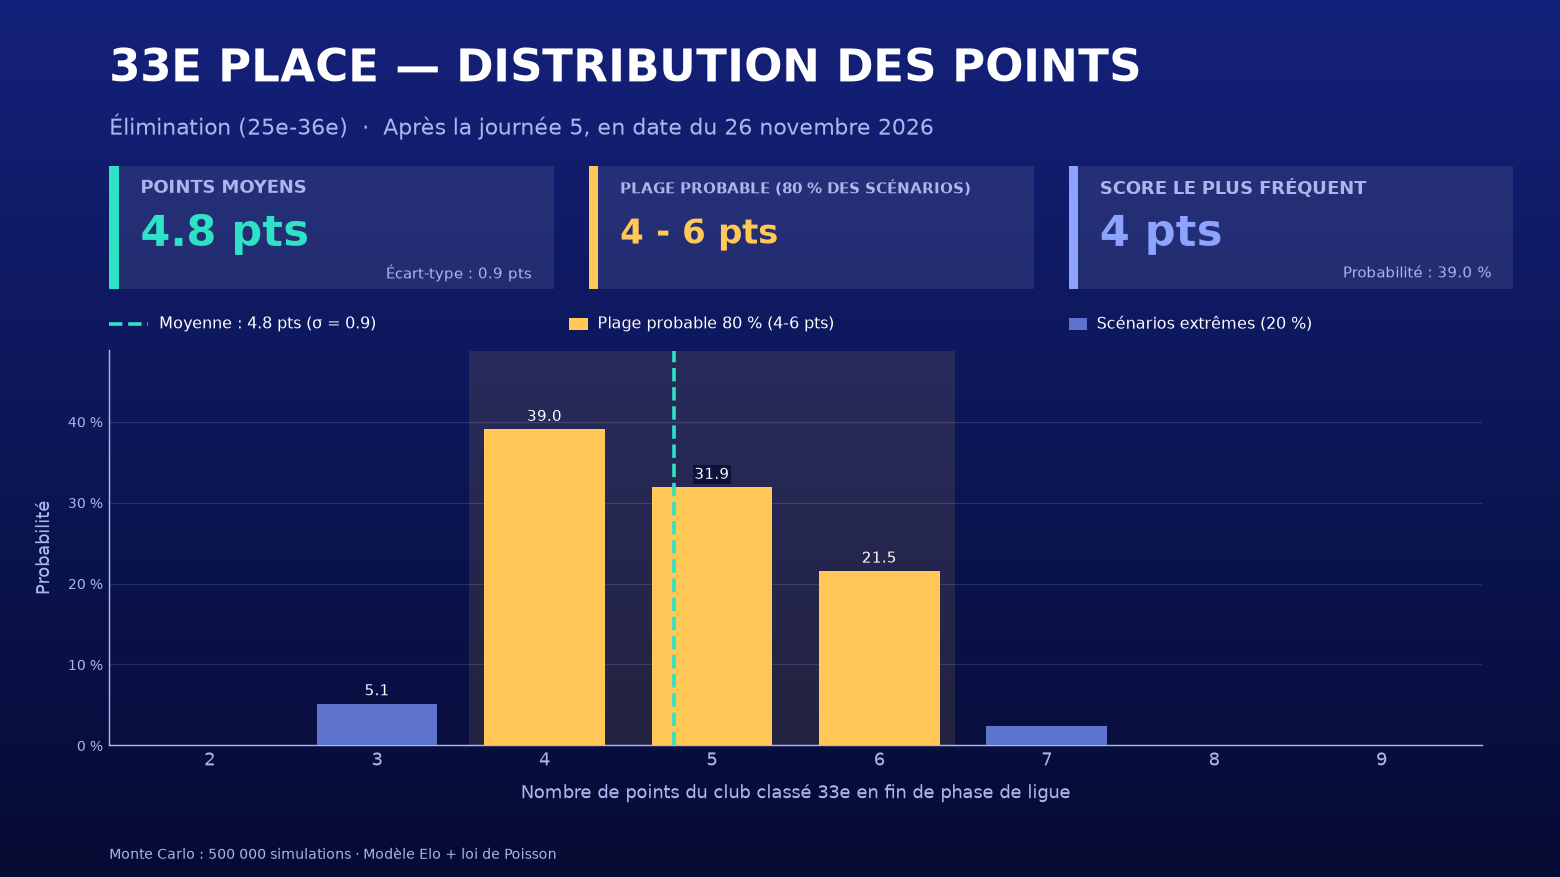 33E PLACE — DISTRIBUTION DES POINTS
Élimination (25e-36e) · Après la journée 5, en date du 26 novembre 2026
POINTS MOYENS
4.8 pts
Écart-type : 0.9 pts
PLAGE PROBABLE (80 % DES SCÉNARIOS)
4 - 6 pts
SCORE LE PLUS FRÉQUENT
4 pts
Probabilité : 39.0 %
Moyenne : 4.8 pts (σ = 0.9)
Plage probable 80 % (4-6 pts)
Scénarios extrêmes (20 %)
Probabilité
40 %
30 %
20 %
10 %
0 %
5.1
39.0
31.9
21.5
2
3
4
5
6
7
8
9
Nombre de points du club classé 33e en fin de phase de ligue
Monte Carlo : 500 000 simulations · Modèle Elo + loi de Poisson